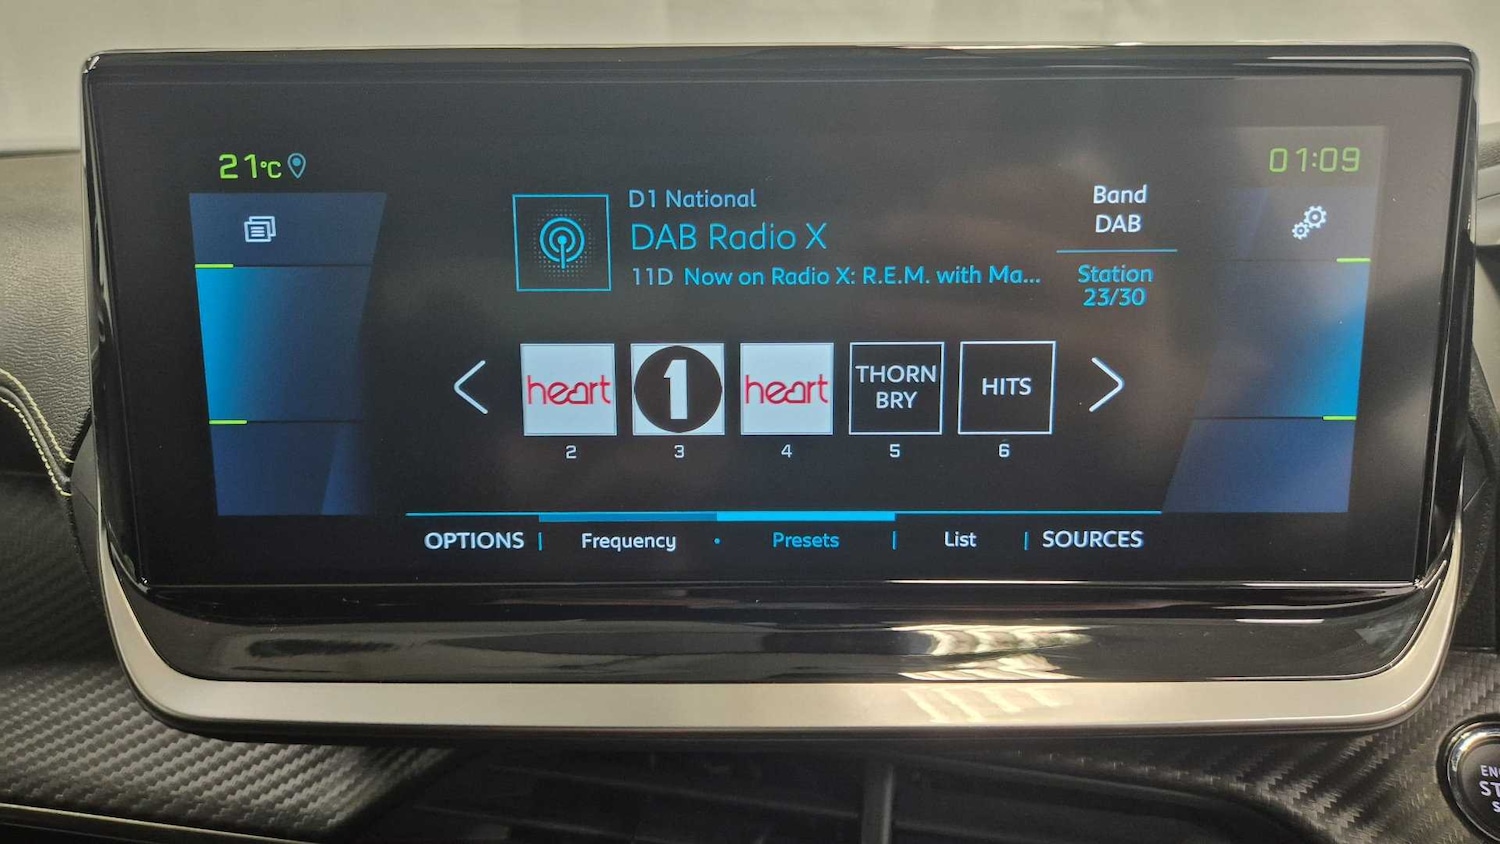 21°C
01:09
D1 National
DAB Radio X
11D Now on Radio X: R.E.M. with Ma...
Band
DAB
Station
23/30
heart
1
heart
THORN
BRY
HITS
2
3
4
5
6
OPTIONS | Frequency • Presets | List | SOURCES